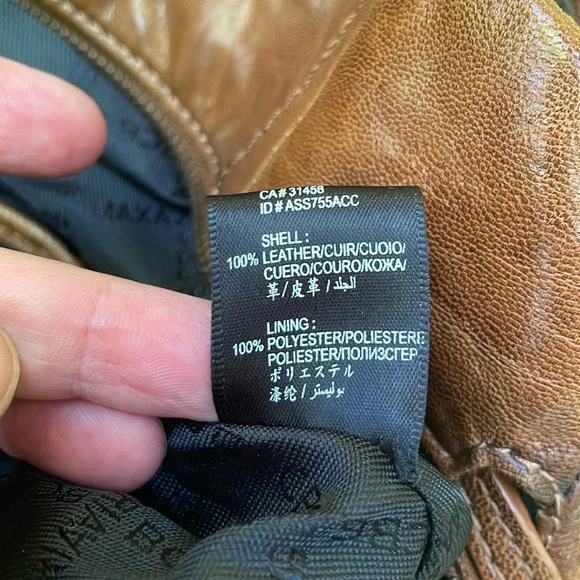 CA# 31458
ID # ASS755ACC
SHELL :
100% LEATHER/CUIR/CUOIO/
CUERO/COURO/КОЖА/
革/皮革/الجلد
LINING :
100% POLYESTER/POLIESTERE
POLIESTER/ПОЛИЭСТЕР
ポリエステル
涤纶/بوليستر